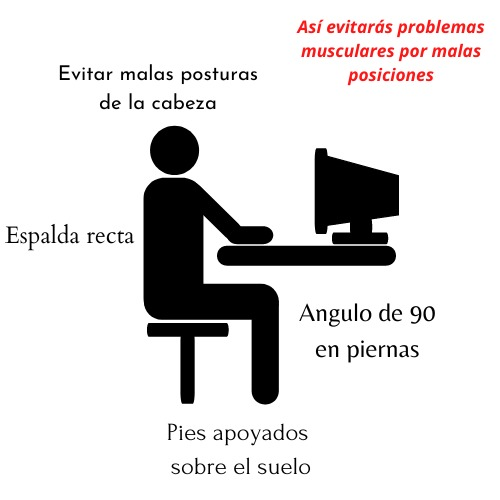 Así evitarás problemas
musculares por malas
posiciones
Evitar malas posturas
de la cabeza
Espalda recta
Angulo de 90
en piernas
Pies apoyados
sobre el suelo